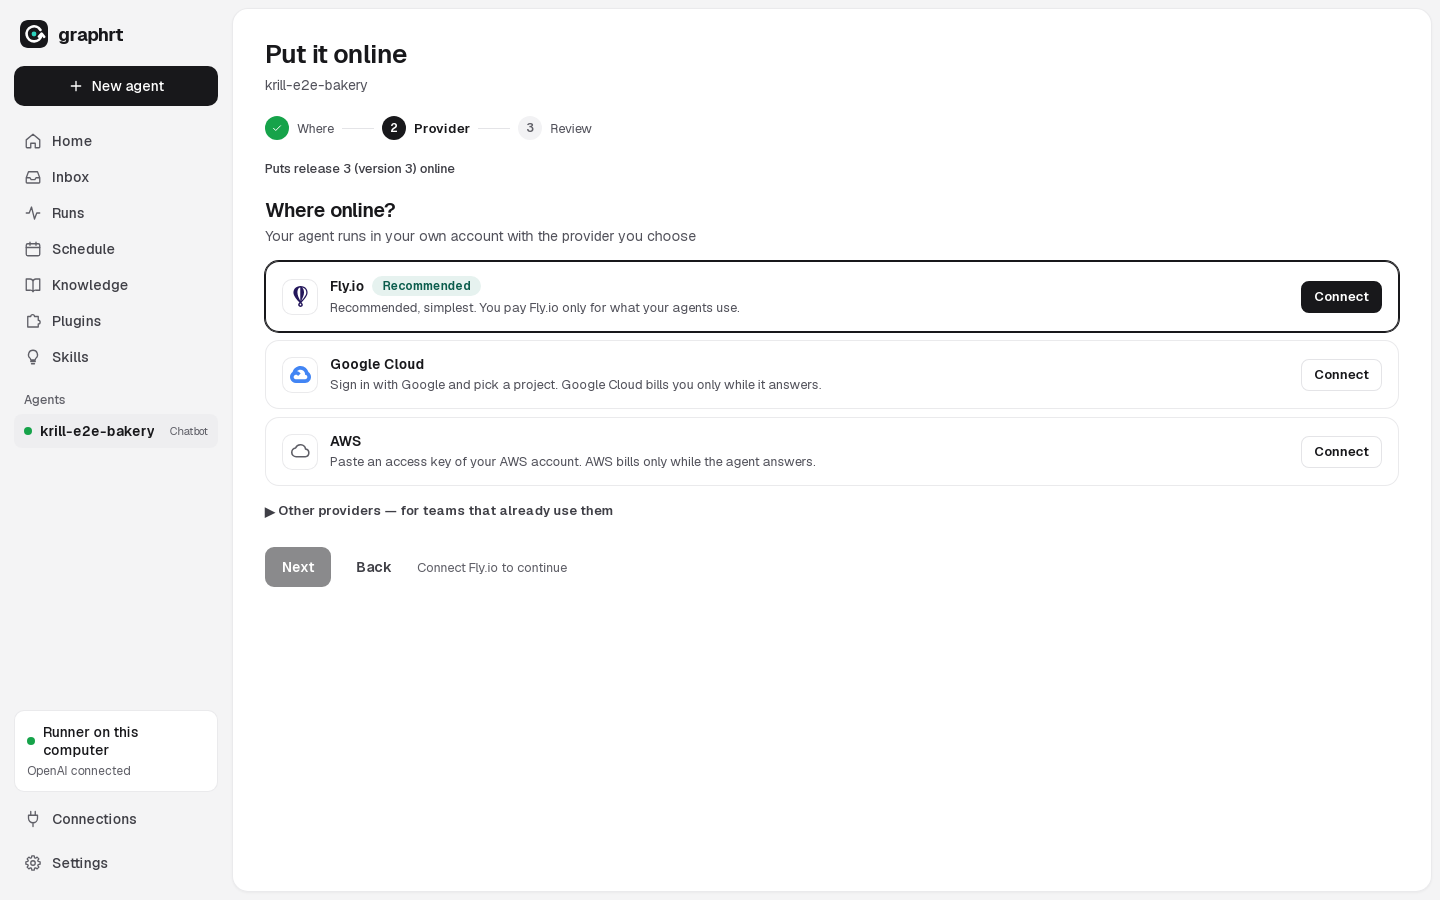 graphrt
New agent
Home
Inbox
Runs
Schedule
Knowledge
Plugins
Skills
Agents
krill-e2e-bakery Chatbot
Runner on this
computer
OpenAI connected
Connections
Settings
Put it online
krill-e2e-bakery
Where 2 Provider 3 Review
Puts release 3 (version 3) online
Where online?
Your agent runs in your own account with the provider you choose
Fly.io Recommended
Recommended, simplest. You pay Fly.io only for what your agents use.
Connect
Google Cloud
Sign in with Google and pick a project. Google Cloud bills you only while it answers.
Connect
AWS
Paste an access key of your AWS account. AWS bills only while the agent answers.
Connect
▶ Other providers — for teams that already use them
Next Back Connect Fly.io to continue